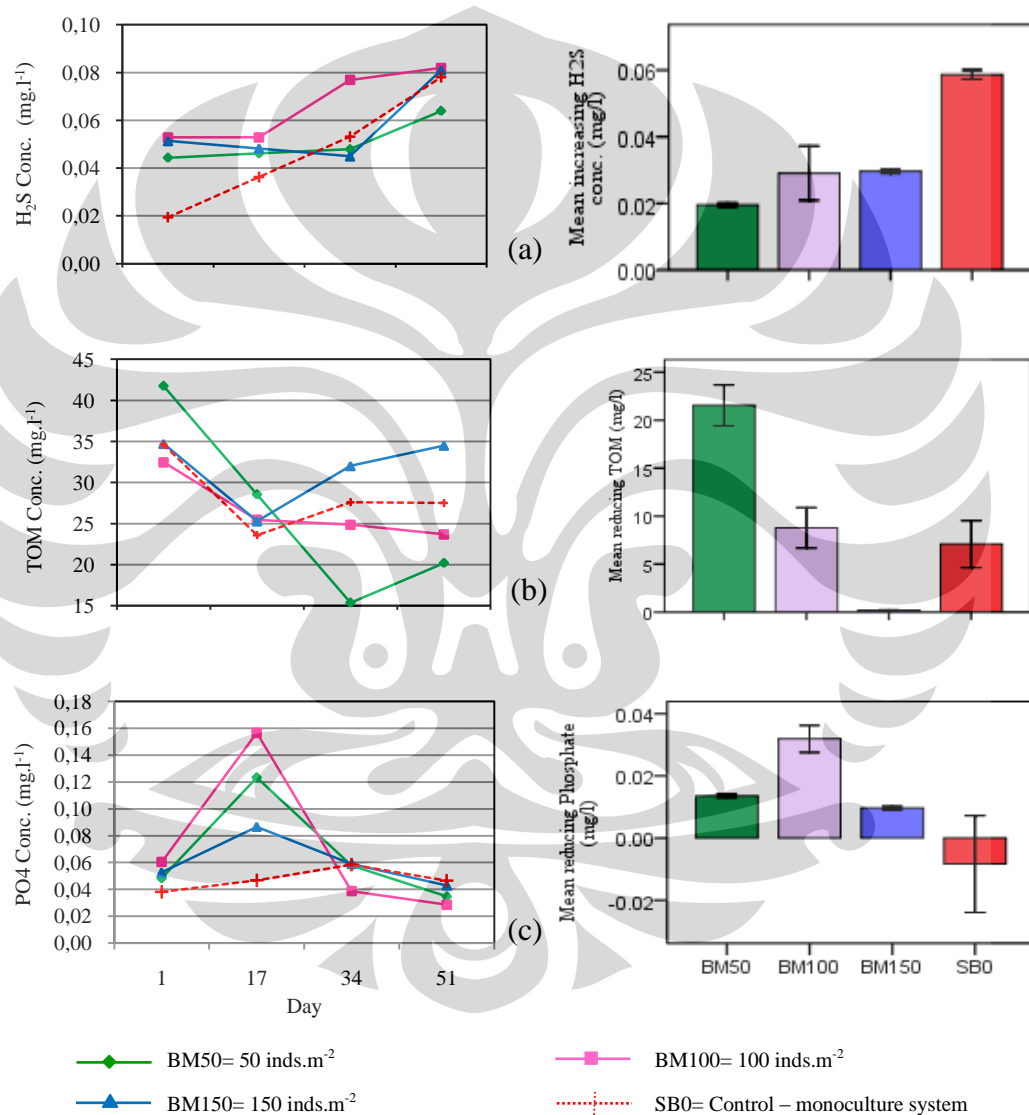 0,10
0,08
0,06
0,04
0,02
0,00
H₂S Conc. (mg.l⁻¹)
(a)
Mean increasing H2S
conc. (mg/l)
0.06
0.04
0.02
0.00
45
40
35
30
25
20
15
TOM Conc. (mg.l⁻¹)
(b)
Mean reducing TOM (mg/l)
25
20
15
10
5
0
0,18
0,16
0,14
0,12
0,10
0,08
0,06
0,04
0,02
0,00
PO4 Conc. (mg.l⁻¹)
1 17 34 51
Day
(c)
Mean reducing Phosphate
(mg/l)
0.04
0.02
0.00
-0.02
BM50 BM100 BM150 SB0
BM50= 50 inds.m⁻²
BM100= 100 inds.m⁻²
BM150= 150 inds.m⁻²
SB0= Control – monoculture system